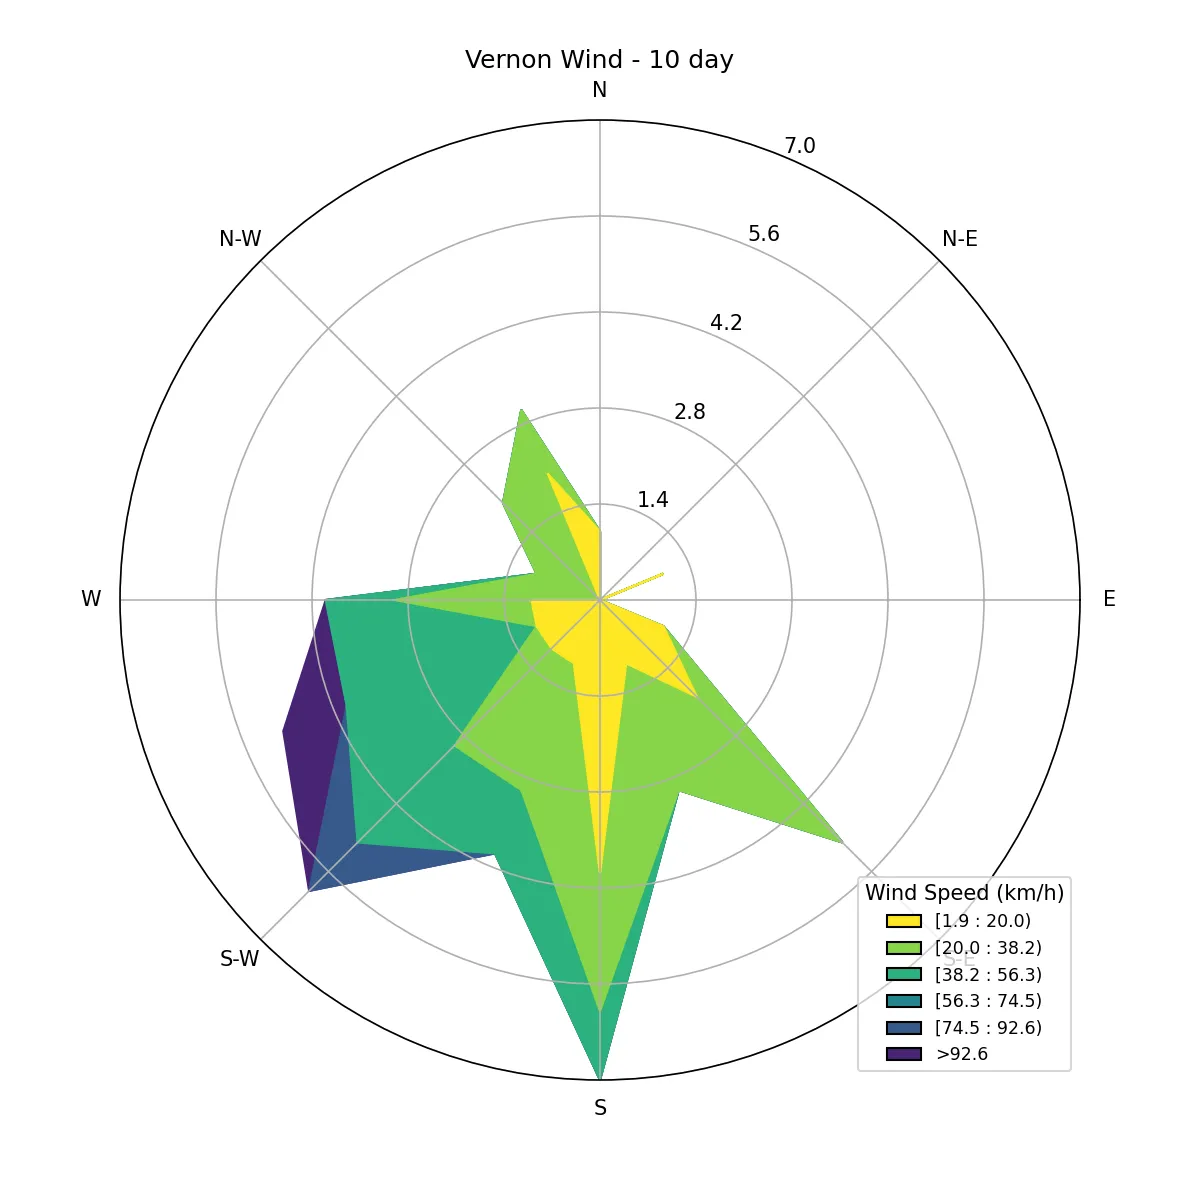 Vernon Wind - 10 day
N
7.0
N-W
5.6
N-E
4.2
2.8
1.4
W
E
S-W
S-E
S
Wind Speed (km/h)
[1.9 : 20.0)
[20.0 : 38.2)
[38.2 : 56.3)
[56.3 : 74.5)
[74.5 : 92.6)
>92.6